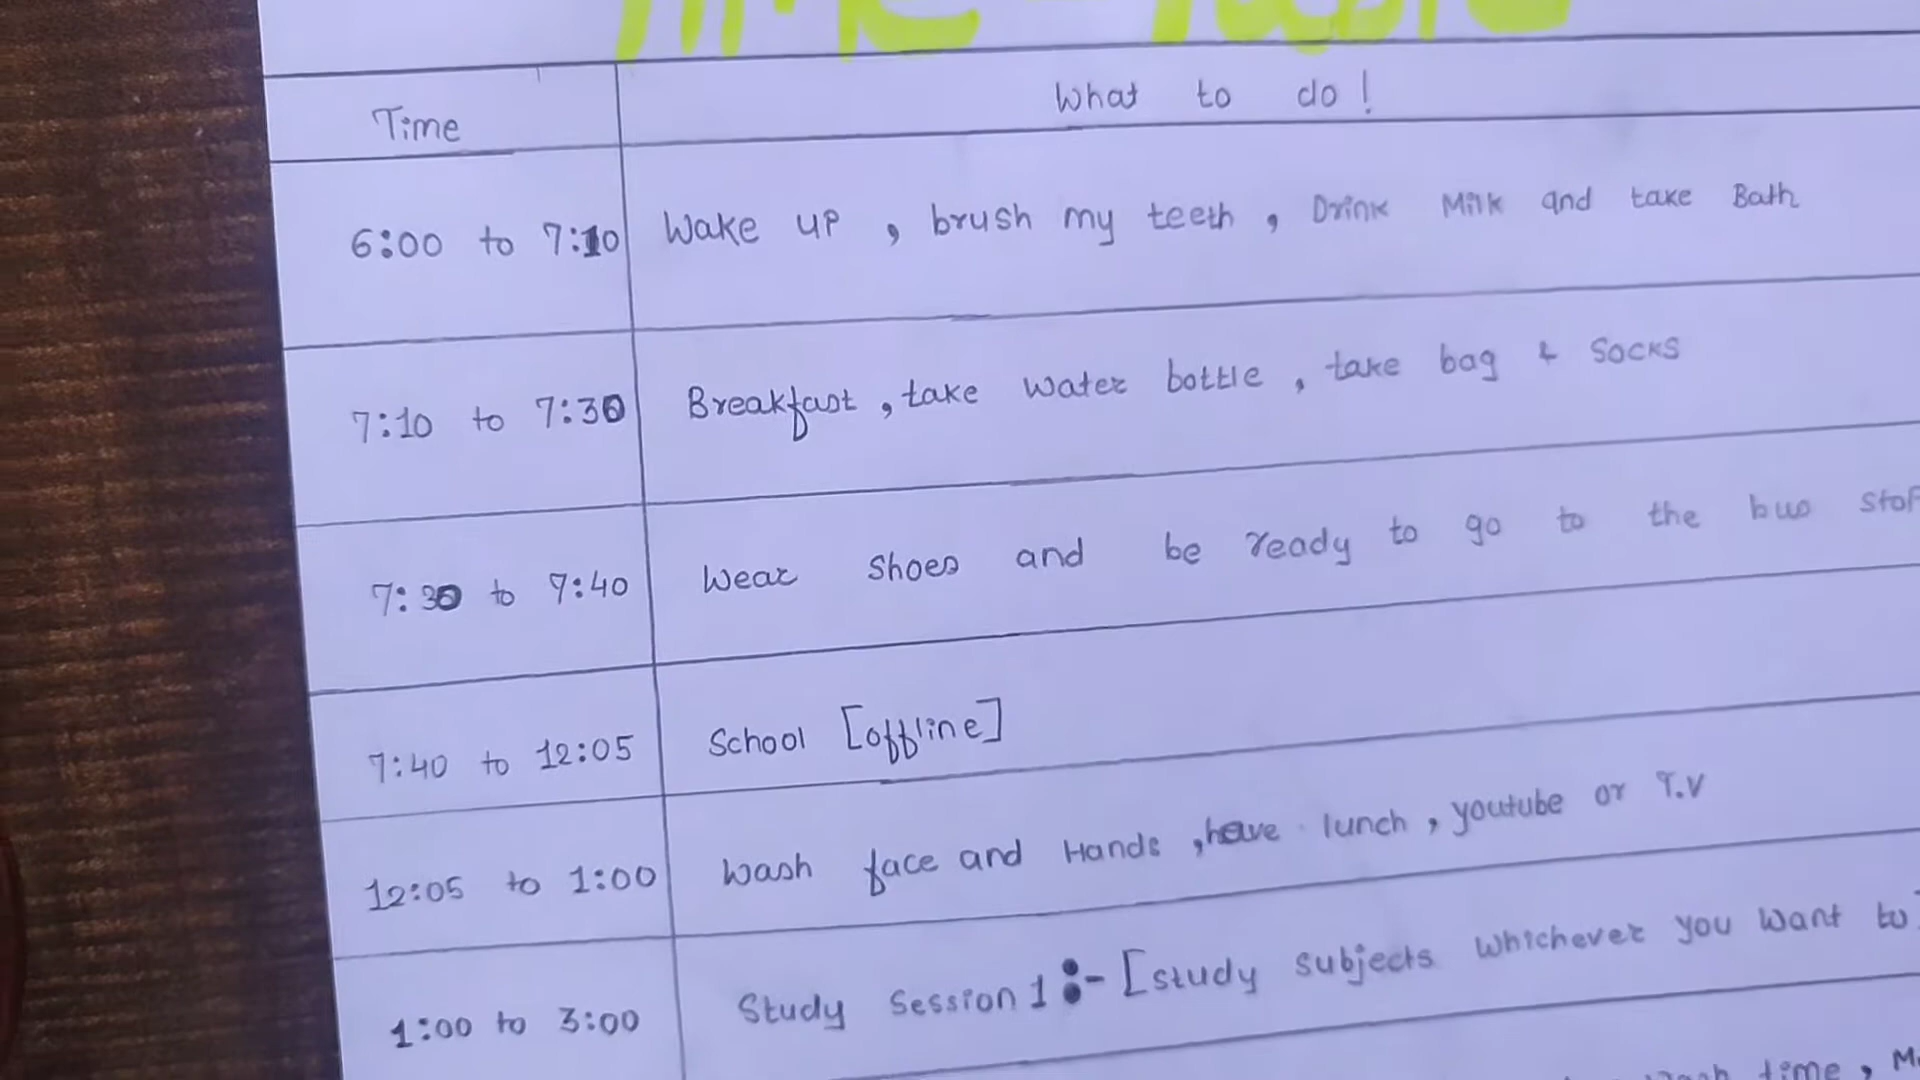 Time - Table
Time What to do!
6:00 to 7:10 Wake up, brush my teeth, Drink Milk and take Bath
7:10 to 7:30 Breakfast, take water bottle, take bag & Socks
7:30 to 7:40 Wear Shoes and be ready to go to the bus stop
7:40 to 12:05 School [offline]
12:05 to 1:00 Wash face and Hands, have lunch, youtube or T.V
1:00 to 3:00 Study Session 1 :- [study subjects whichever you want to]
time,